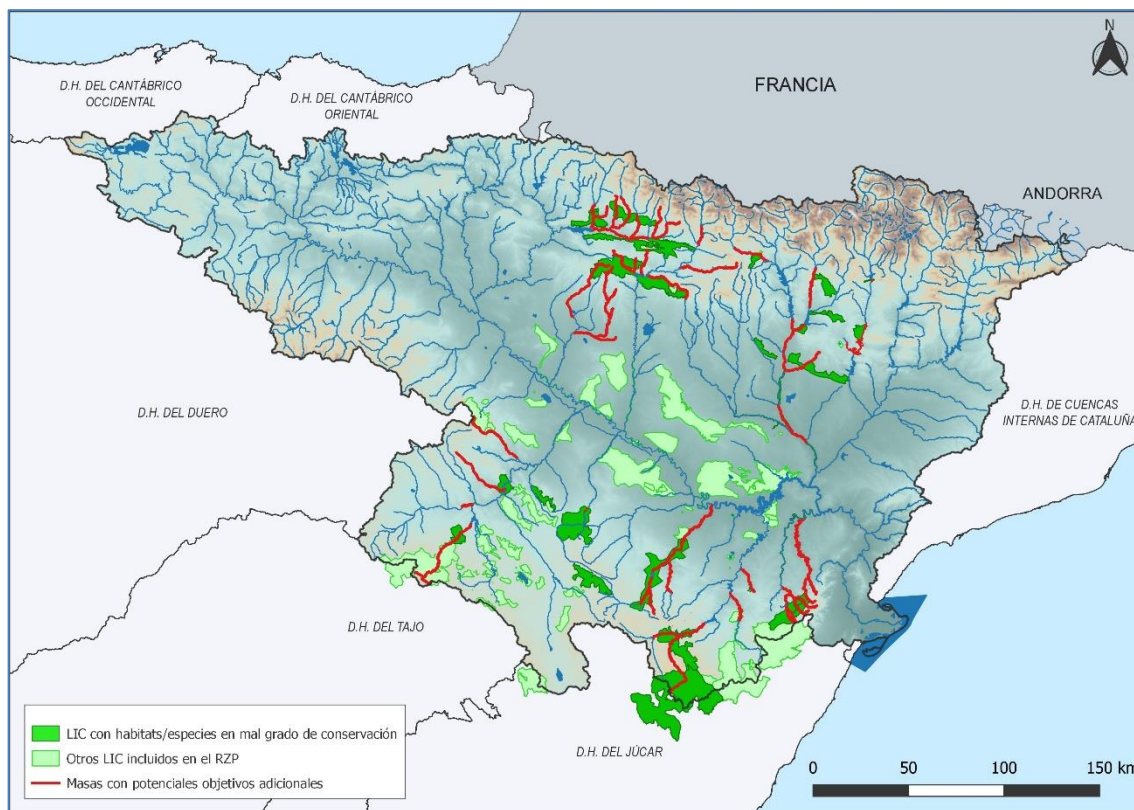 N
D.H. DEL CANTÁBRICO
OCCIDENTAL
D.H. DEL CANTÁBRICO
ORIENTAL
FRANCIA
ANDORRA
D.H. DEL DUERO
D.H. DE CUENCAS
INTERNAS DE CATALUÑA
D.H. DEL TAJO
D.H. DEL JÚCAR
LIC con habitats/especies en mal grado de conservación
Otros LIC incluidos en el RZP
Masas con potenciales objetivos adicionales
0 50 100 150 km